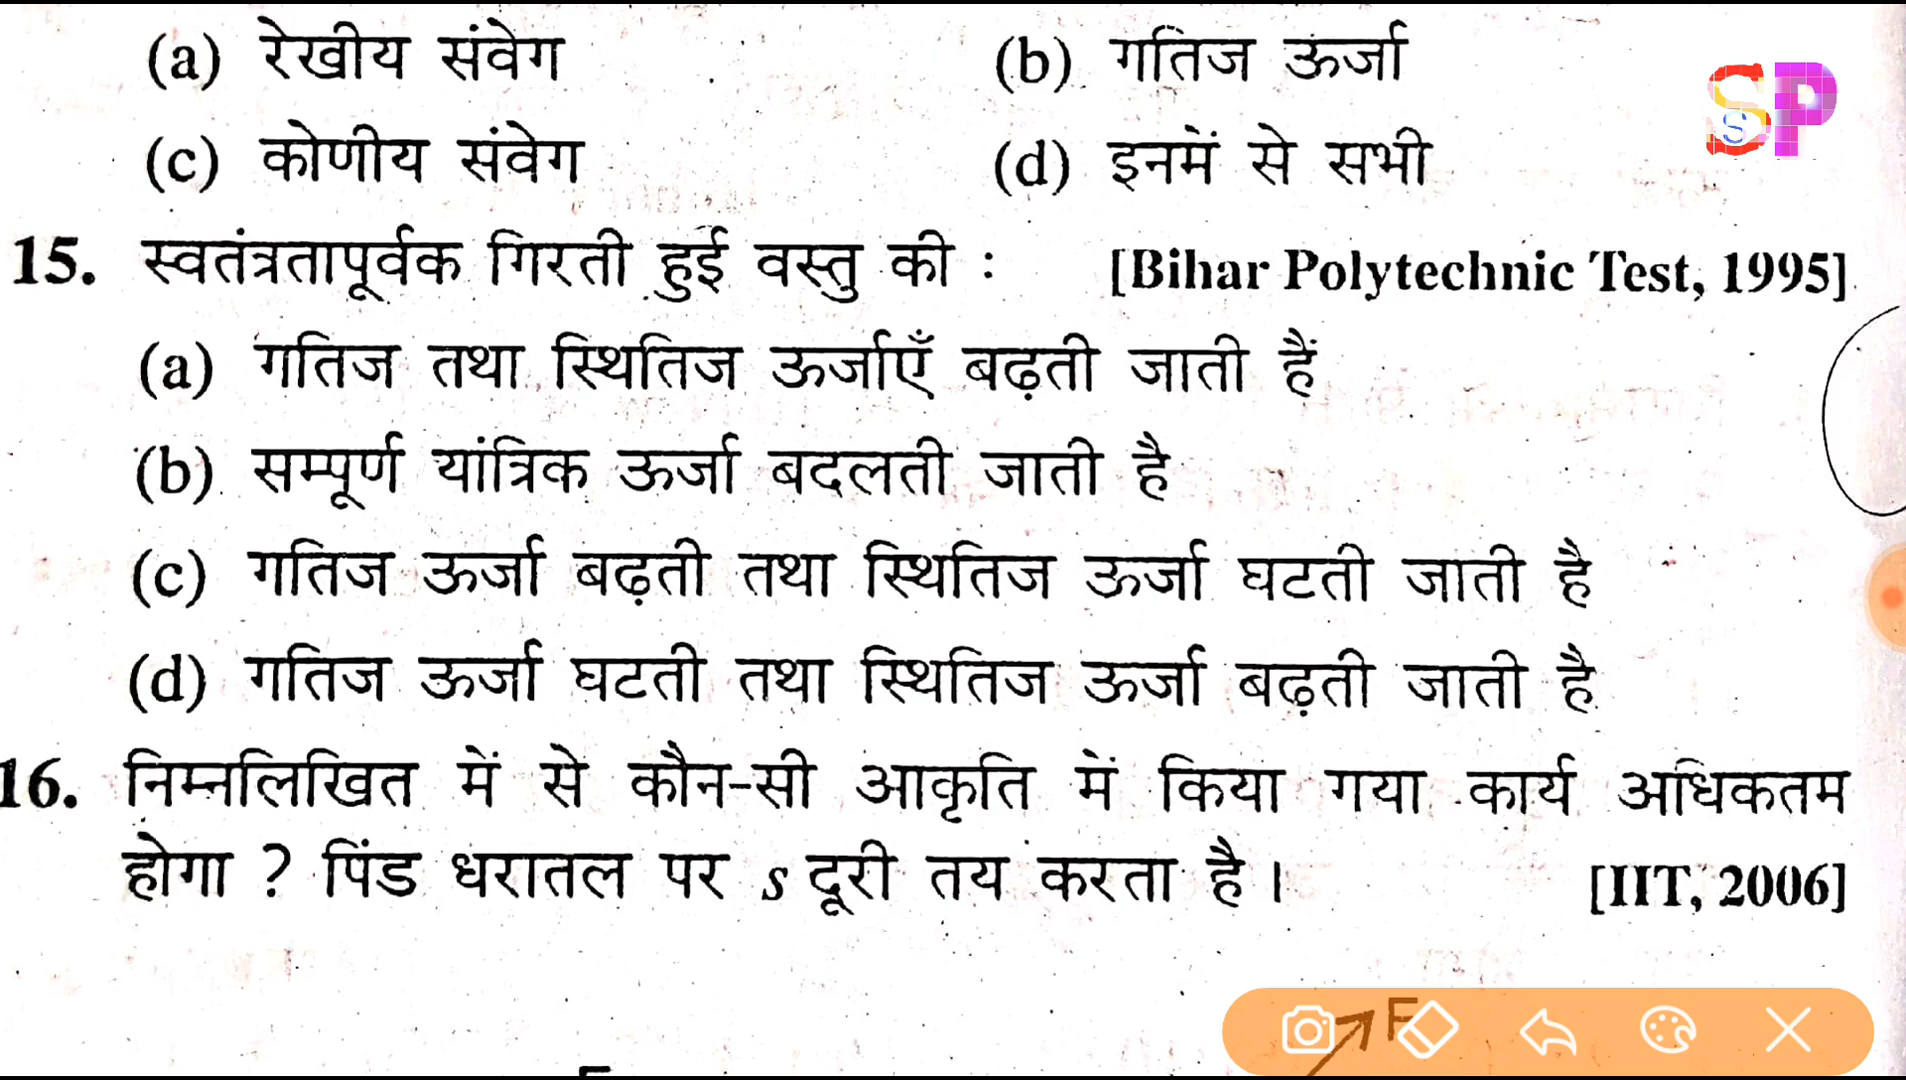 (a) रेखीय संवेग (b) गतिज ऊर्जा
SP
S
(c) कोणीय संवेग (d) इनमें से सभी
15. स्वतंत्रतापूर्वक गिरती हुई वस्तु की : [Bihar Polytechnic Test, 1995]
(a) गतिज तथा स्थितिज ऊर्जाएँ बढ़ती जाती हैं
(b) सम्पूर्ण यांत्रिक ऊर्जा बदलती जाती है
(c) गतिज ऊर्जा बढ़ती तथा स्थितिज ऊर्जा घटती जाती है
(d) गतिज ऊर्जा घटती तथा स्थितिज ऊर्जा बढ़ती जाती है
16. निम्नलिखित में से कौन-सी आकृति में किया गया कार्य अधिकतम
होगा ? पिंड धरातल पर s दूरी तय करता है। [IIT, 2006]
F